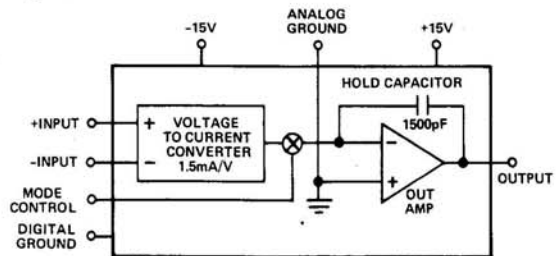 -15V
ANALOG
GROUND
+15V
HOLD CAPACITOR
1500pF
+INPUT
-INPUT
MODE
CONTROL
DIGITAL
GROUND
+
-
VOLTAGE
TO CURRENT
CONVERTER
1.5mA/V
-
+
OUT
AMP
OUTPUT